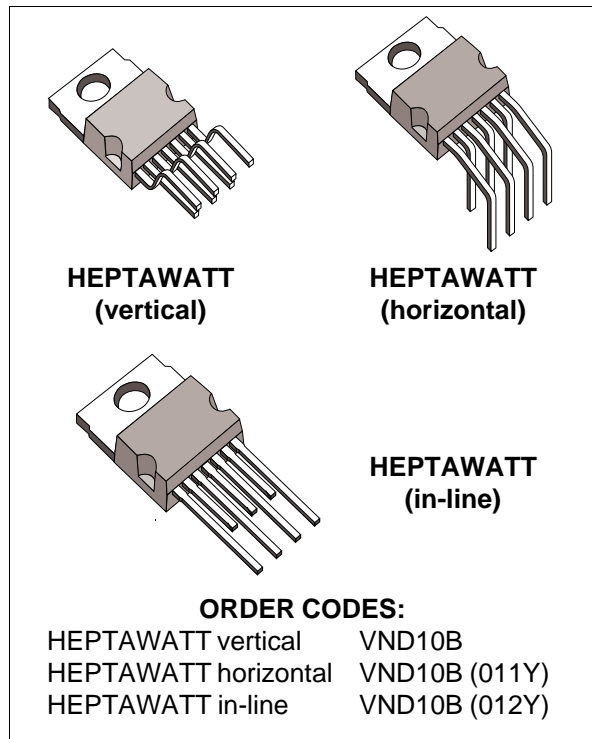 HEPTAWATT
(vertical)
HEPTAWATT
(horizontal)
HEPTAWATT
(in-line)
ORDER CODES:
HEPTAWATT vertical VND10B
HEPTAWATT horizontal VND10B (011Y)
HEPTAWATT in-line VND10B (012Y)